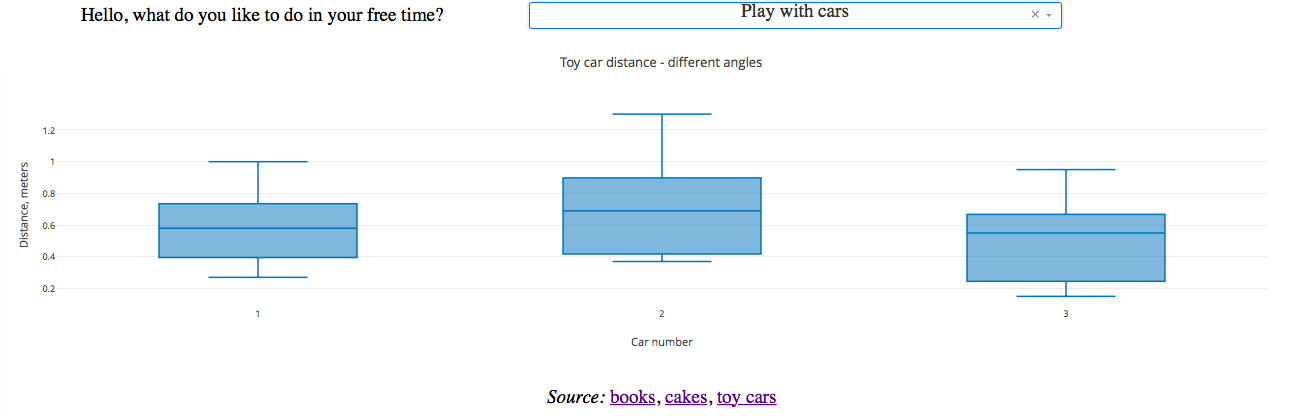 Hello, what do you like to do in your free time?
Play with cars × ▾
Toy car distance - different angles
Distance, meters
1.2
1
0.8
0.6
0.4
0.2
1 2 3
Car number
Source: books, cakes, toy cars